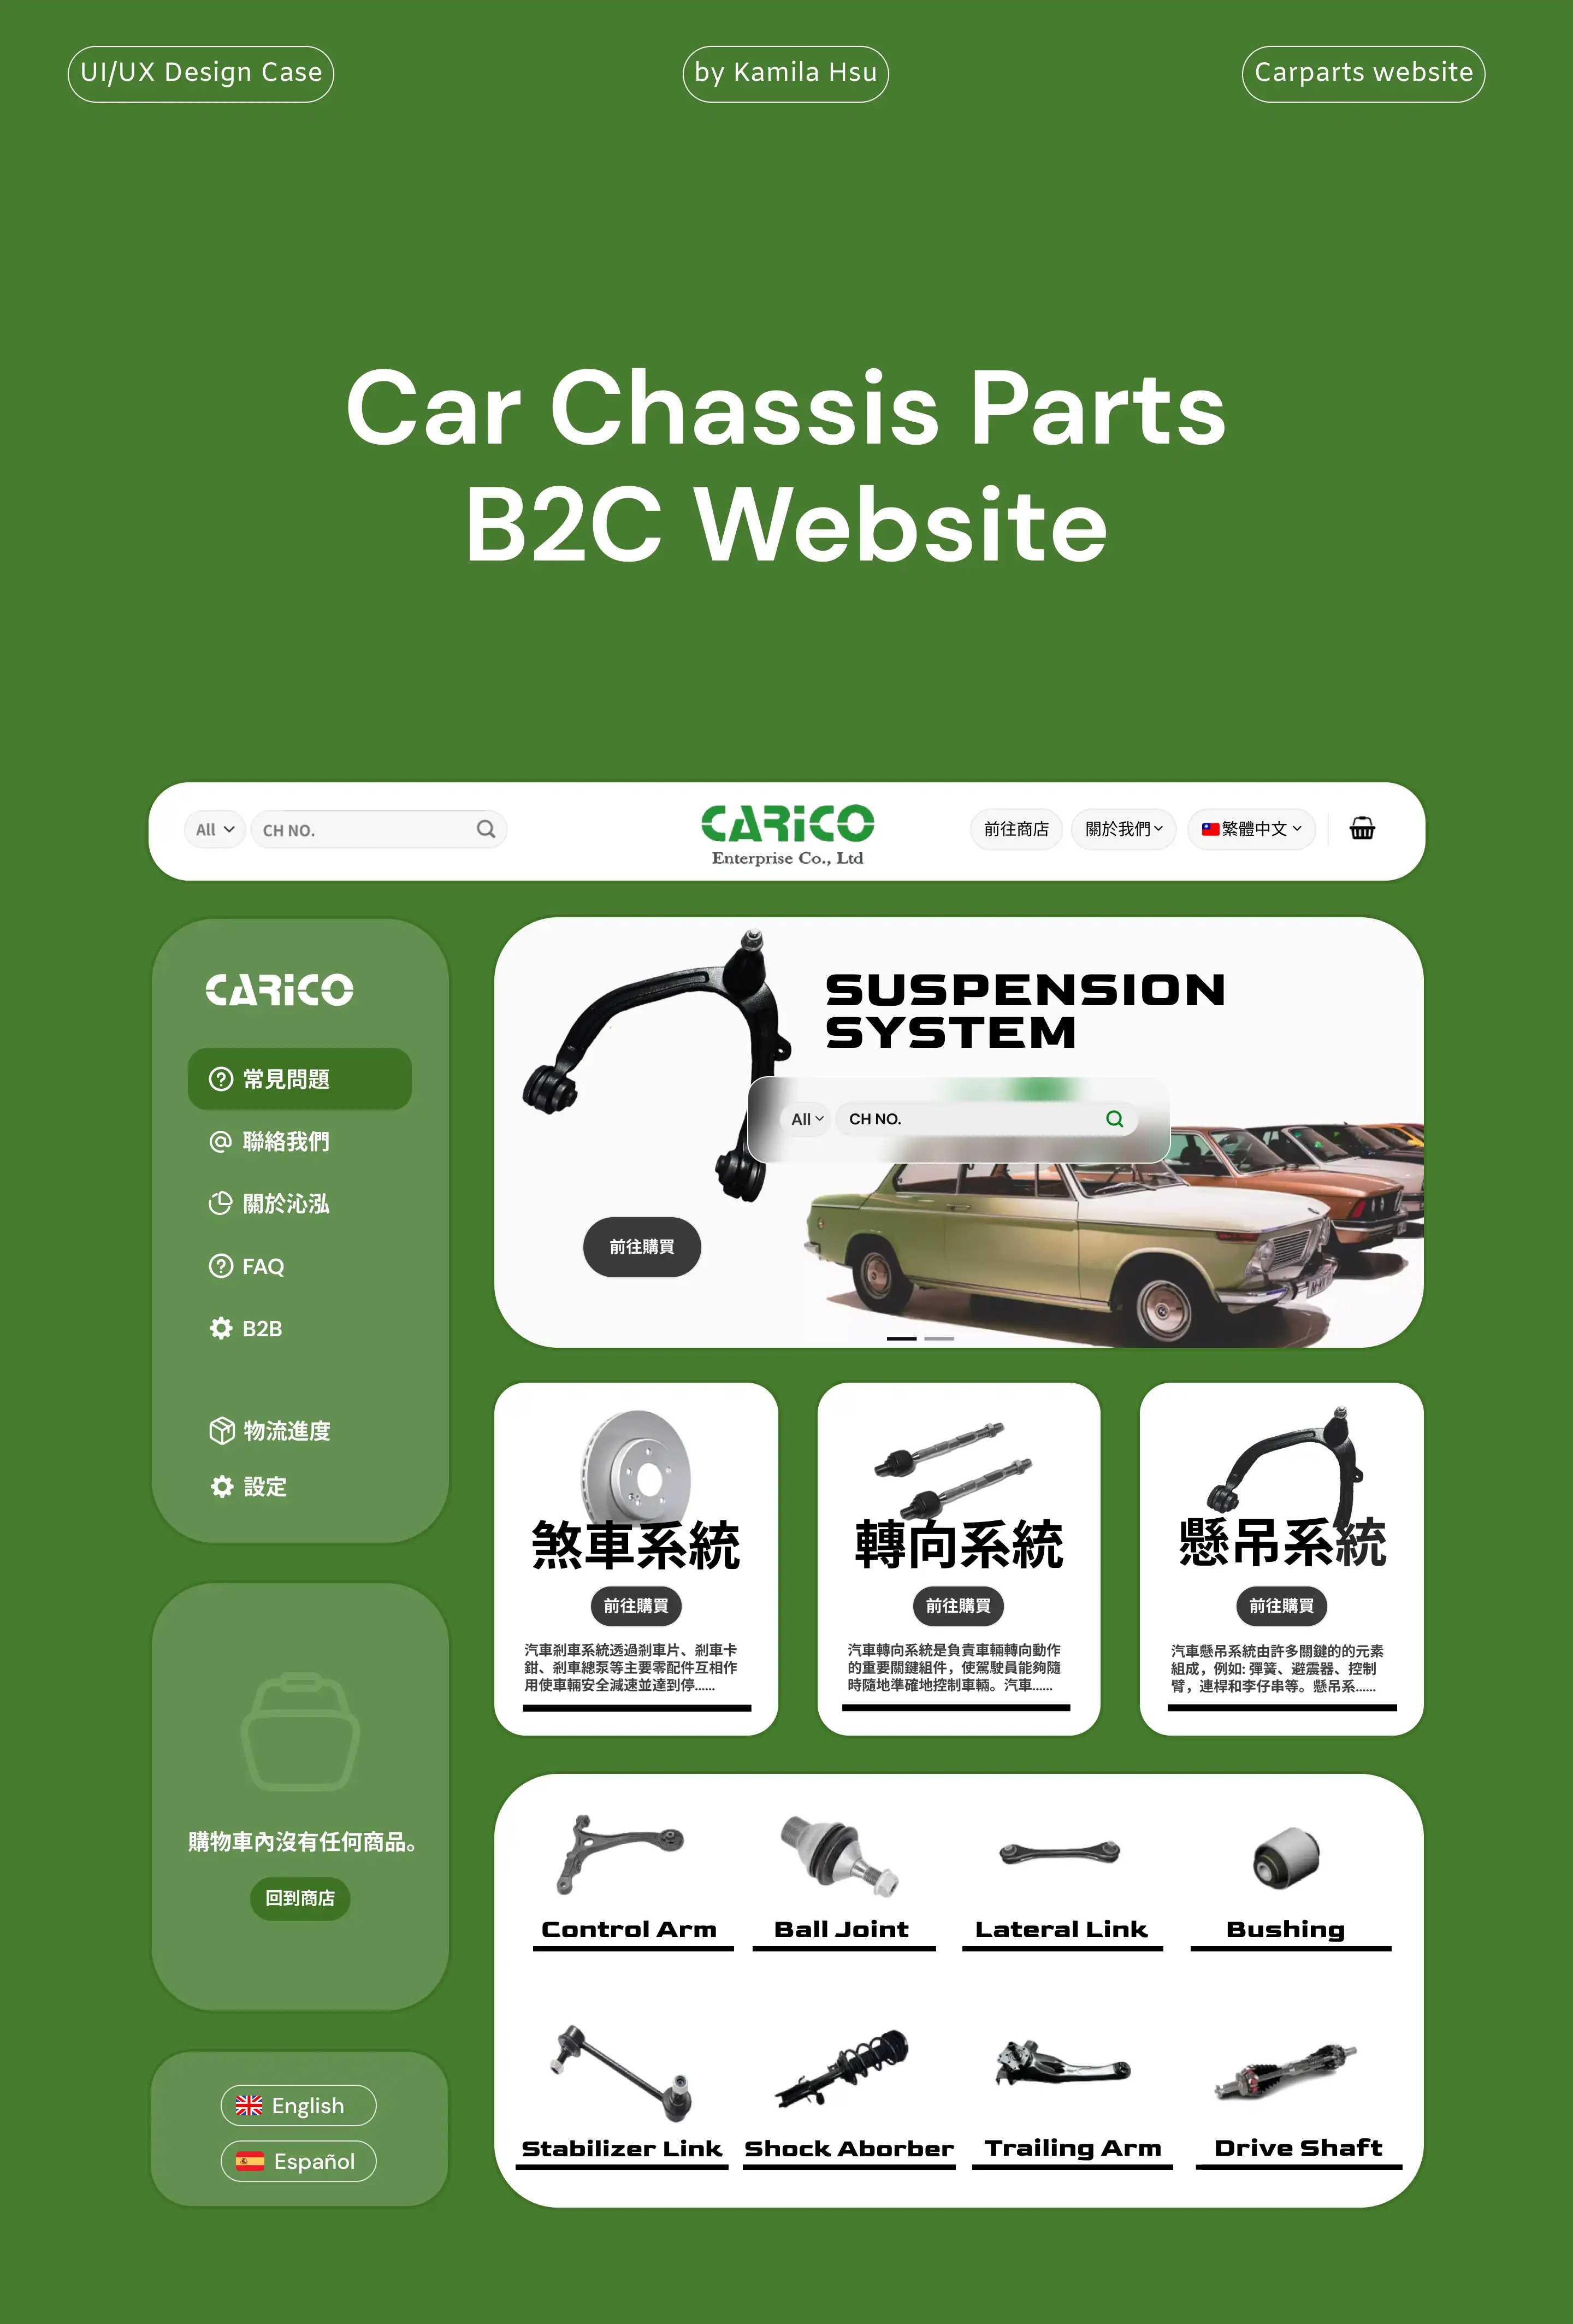 UI/UX Design Case
by Kamila Hsu
Carparts website
Car Chassis Parts
B2C Website
All
CH NO.
CARiCO
Enterprise Co., Ltd
前往商店
關於我們
繁體中文
CARiCO
常見問題
聯絡我們
關於沁泓
FAQ
B2B
物流進度
設定
SUSPENSION
SYSTEM
All
CH NO.
前往購買
煞車系統
前往購買
汽車剎車系統透過剎車片、剎車卡
鉗、剎車總泵等主要零配件互相作
用使車輛安全減速並達到停......
轉向系統
前往購買
汽車轉向系統是負責車輛轉向動作
的重要關鍵組件，使駕駛員能夠隨
時隨地準確地控制車輛。汽車......
懸吊系統
前往購買
汽車懸吊系統由許多關鍵的的元素
組成，例如: 彈簧、避震器、控制
臂，連桿和李仔串等。懸吊系......
購物車內沒有任何商品。
回到商店
English
Español
Control Arm
Ball Joint
Lateral Link
Bushing
Stabilizer Link
Shock Aborber
Trailing Arm
Drive Shaft